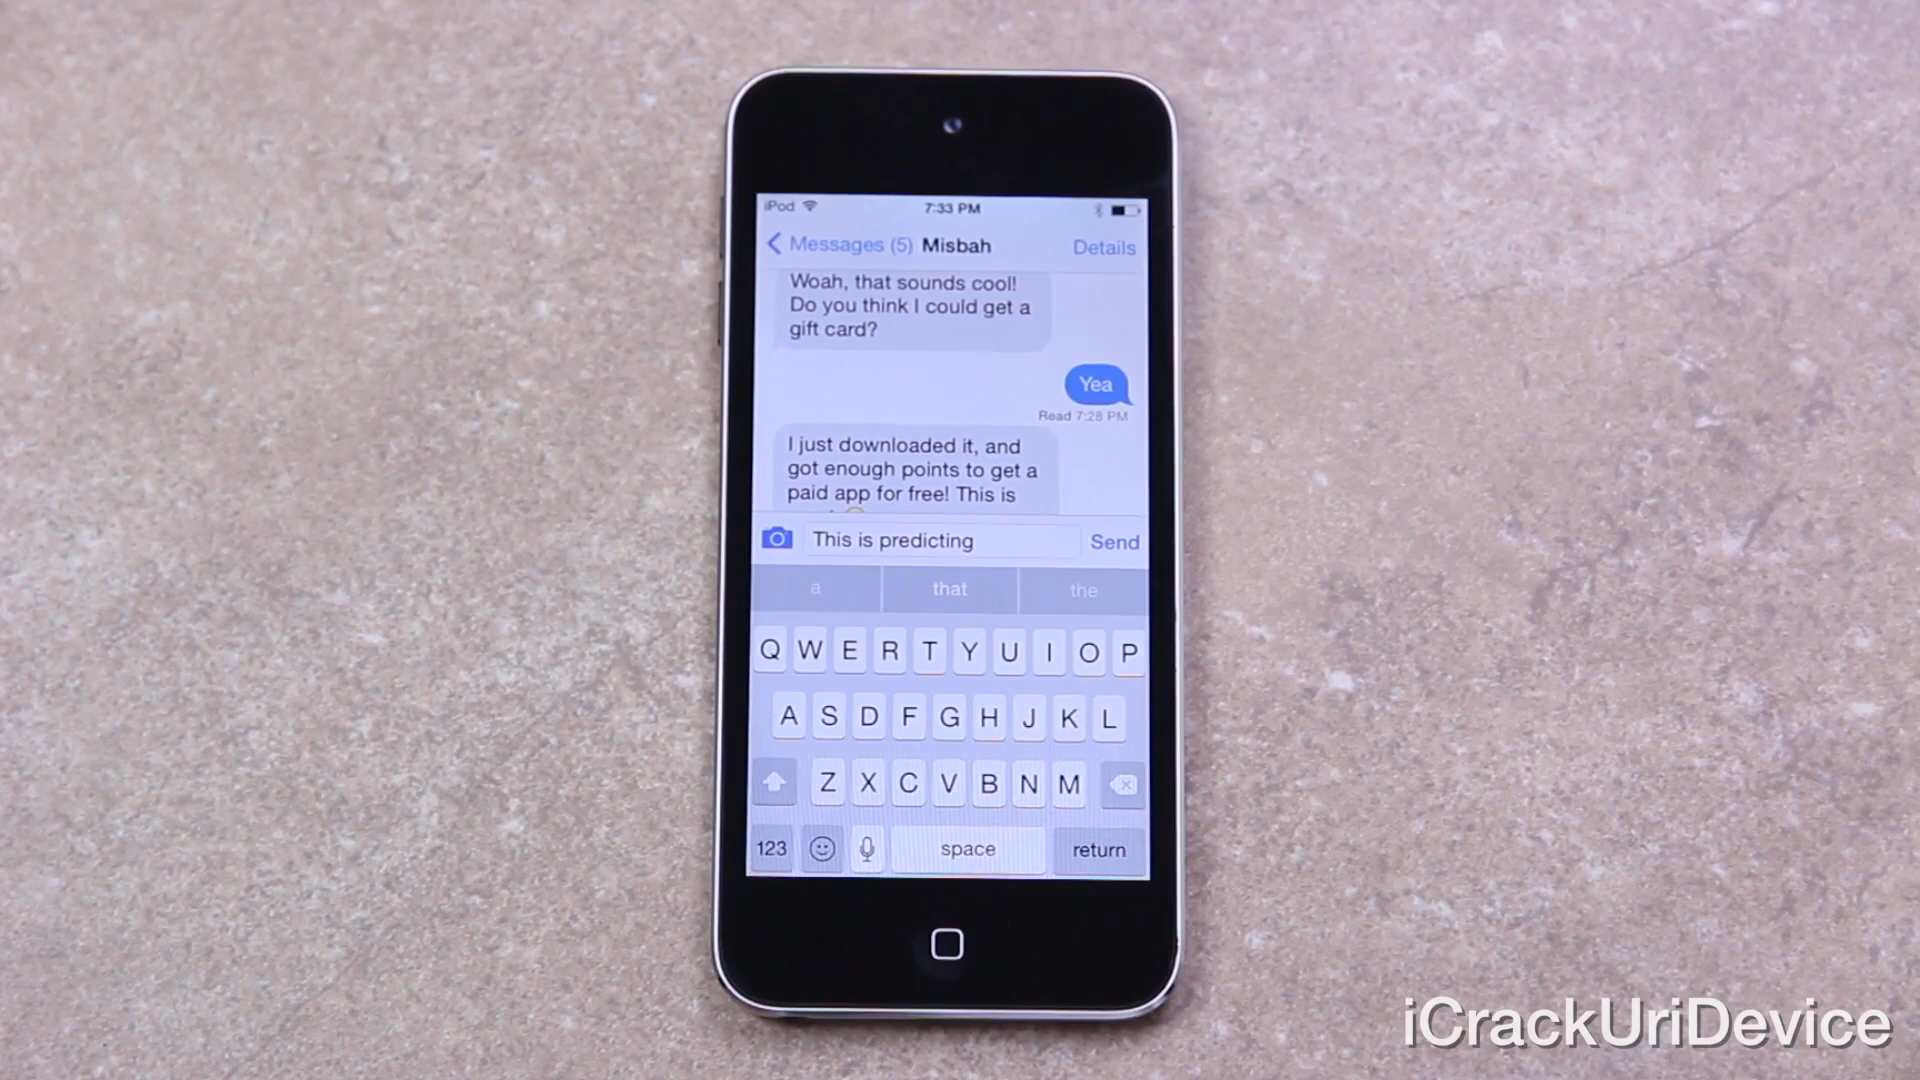 iPod 7:33 PM
Messages (5) Misbah Details
Woah, that sounds cool!
Do you think I could get a
gift card?
Yea
Read 7:28 PM
I just downloaded it, and
got enough points to get a
paid app for free! This is
This is predicting Send
a that the
Q W E R T Y U I O P
A S D F G H J K L
Z X C V B N M
123 space return
iCrackUriDevice